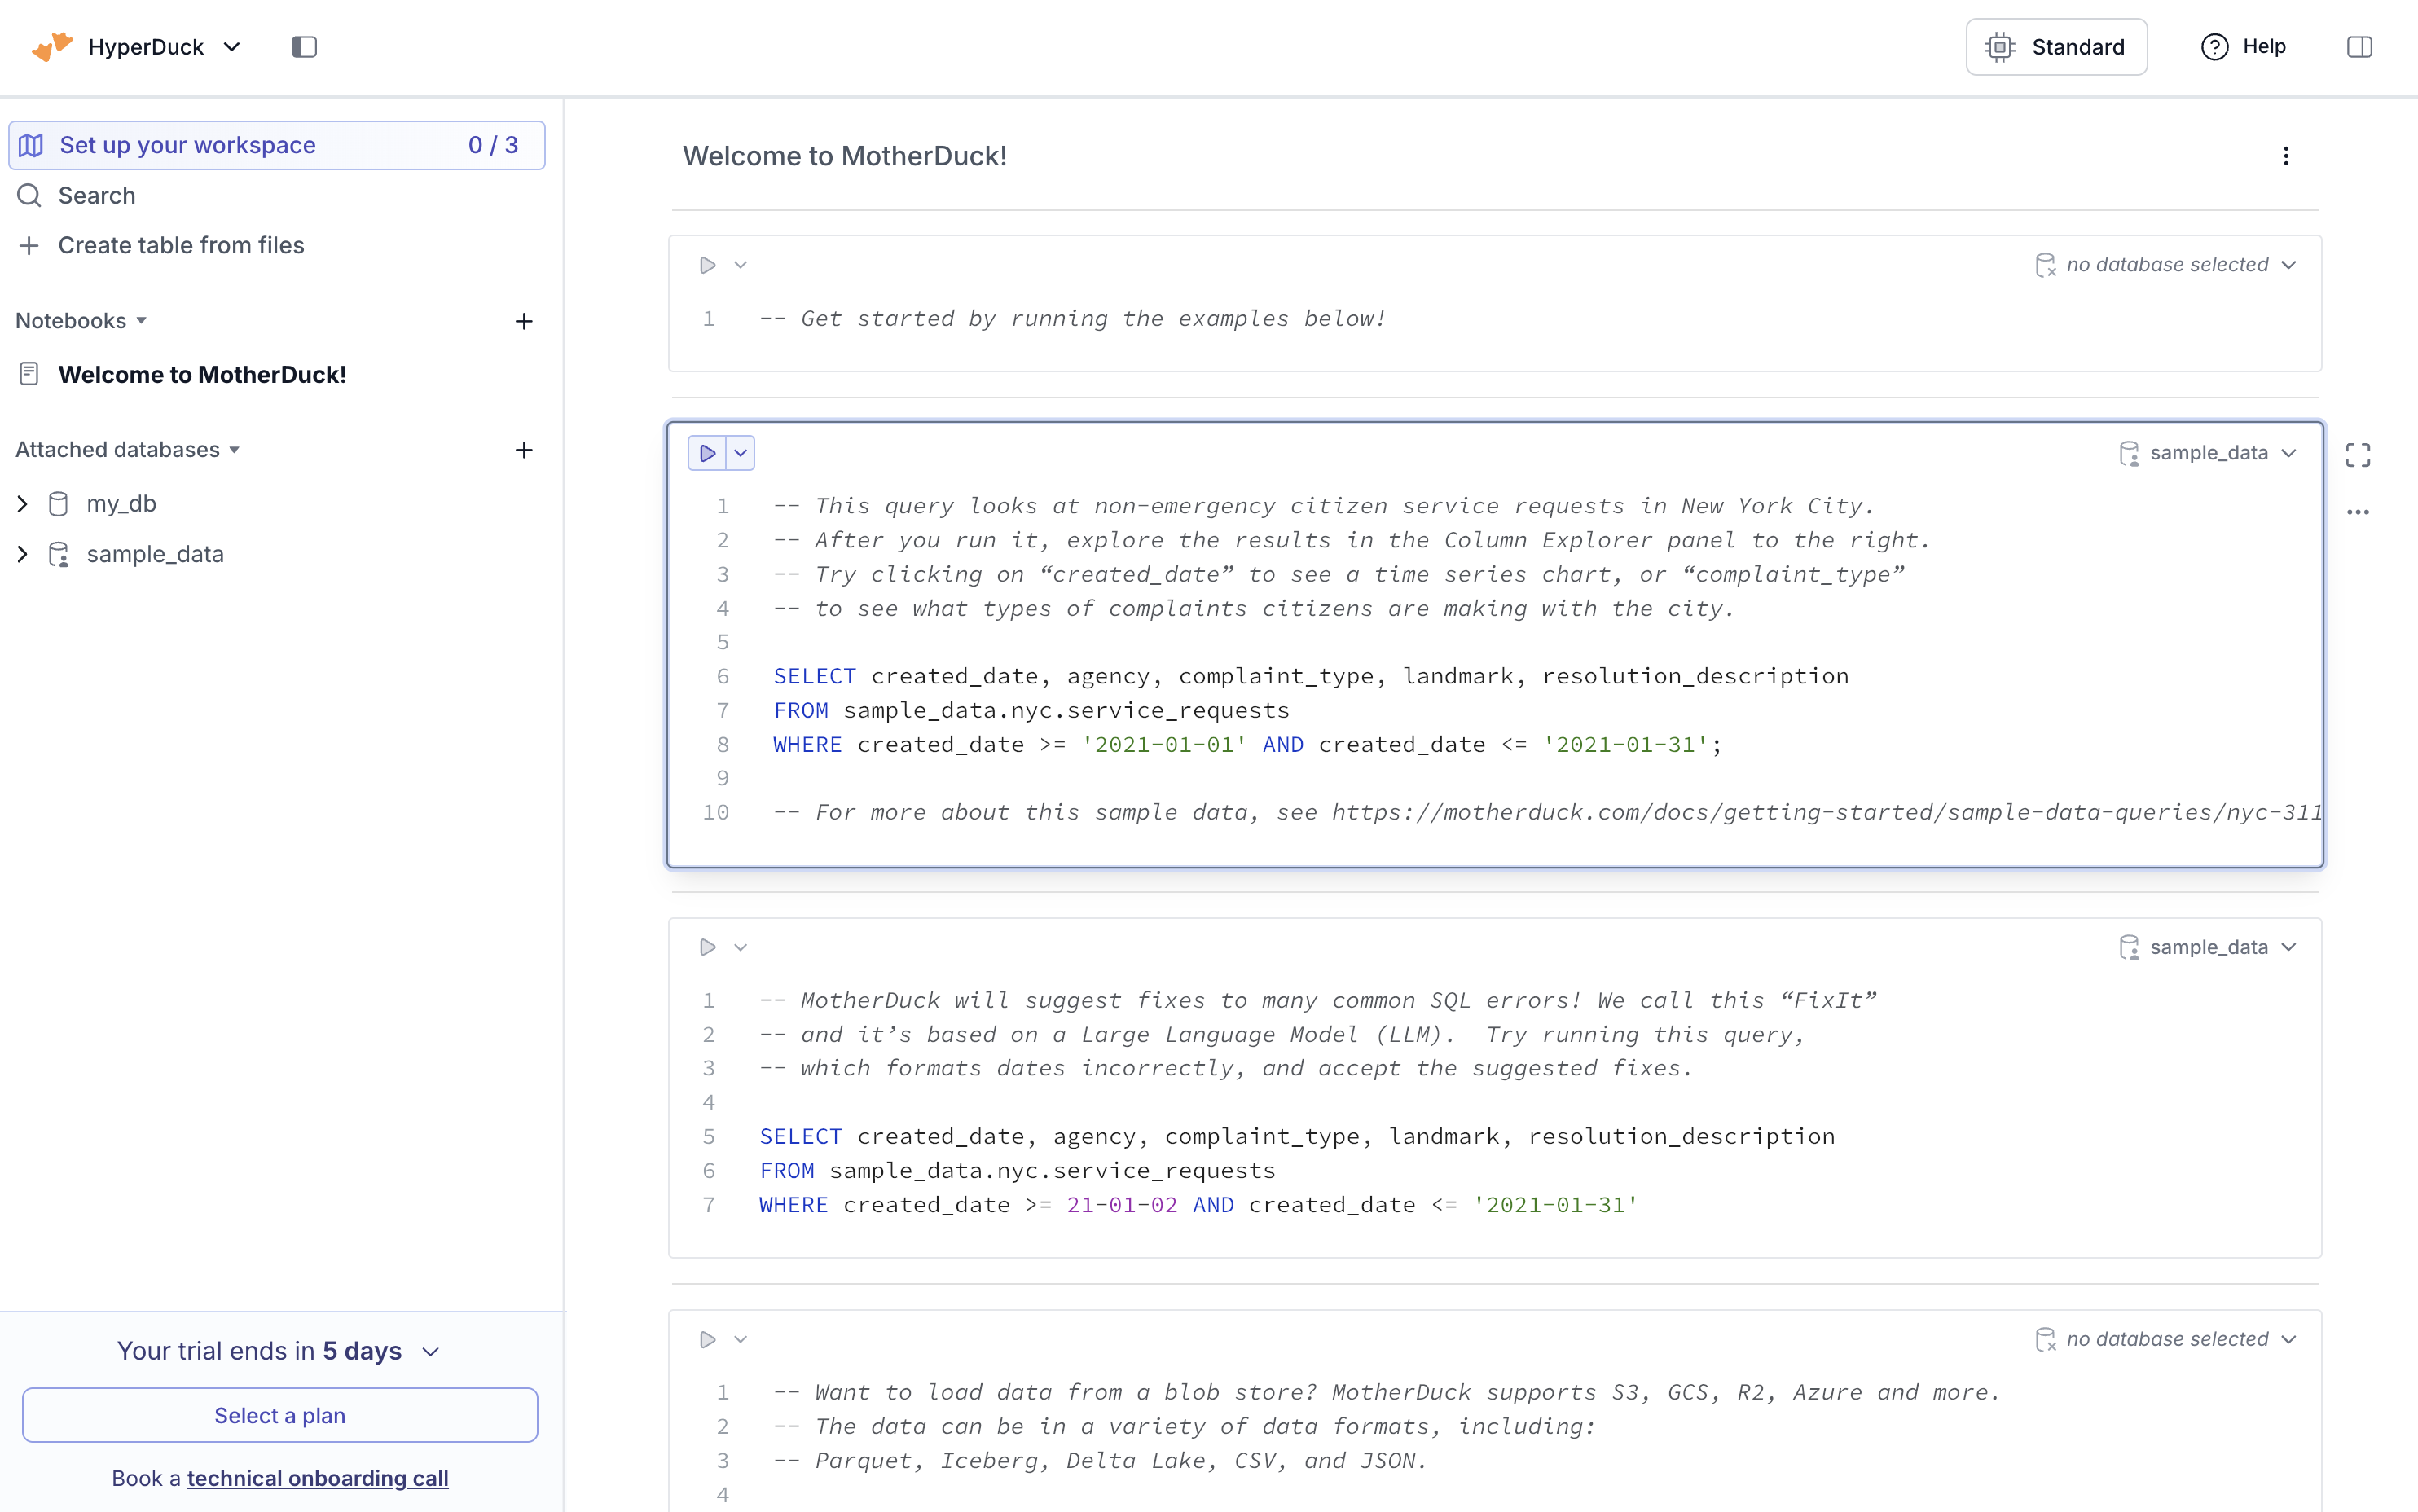 HyperDuck
Standard
Help
Set up your workspace 0 / 3
Search
Create table from files
Notebooks
Welcome to MotherDuck!
Attached databases
my_db
sample_data
Your trial ends in 5 days
Select a plan
Book a technical onboarding call
Welcome to MotherDuck!
no database selected
1 -- Get started by running the examples below!
sample_data
1 -- This query looks at non-emergency citizen service requests in New York City.
2 -- After you run it, explore the results in the Column Explorer panel to the right.
3 -- Try clicking on “created_date” to see a time series chart, or “complaint_type”
4 -- to see what types of complaints citizens are making with the city.
5
6 SELECT created_date, agency, complaint_type, landmark, resolution_description
7 FROM sample_data.nyc.service_requests
8 WHERE created_date >= '2021-01-01' AND created_date <= '2021-01-31';
9
10 -- For more about this sample data, see https://motherduck.com/docs/getting-started/sample-data-queries/nyc-311
sample_data
1 -- MotherDuck will suggest fixes to many common SQL errors! We call this “FixIt”
2 -- and it’s based on a Large Language Model (LLM).  Try running this query,
3 -- which formats dates incorrectly, and accept the suggested fixes.
4
5 SELECT created_date, agency, complaint_type, landmark, resolution_description
6 FROM sample_data.nyc.service_requests
7 WHERE created_date >= 21-01-02 AND created_date <= '2021-01-31'
no database selected
1 -- Want to load data from a blob store? MotherDuck supports S3, GCS, R2, Azure and more.
2 -- The data can be in a variety of data formats, including:
3 -- Parquet, Iceberg, Delta Lake, CSV, and JSON.
4